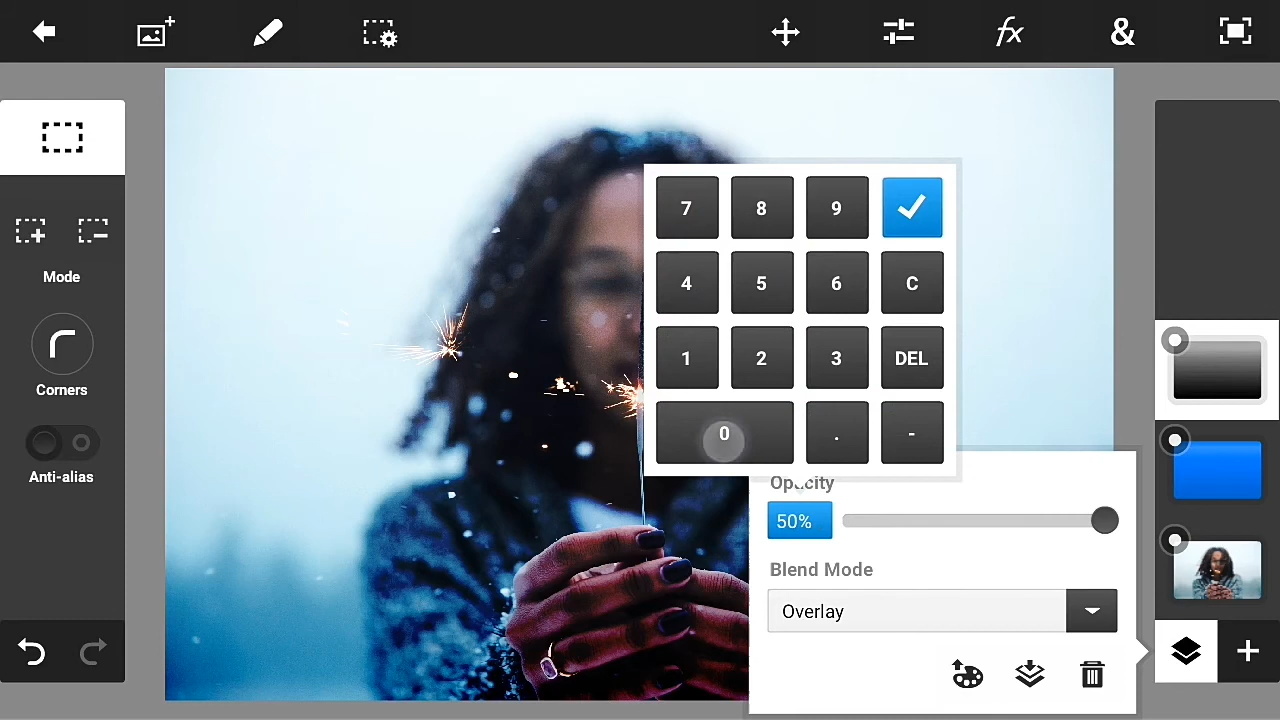 fx
&
7 8 9
4 5 6 C
1 2 3 DEL
0 . -
Mode
Corners
Anti-alias
Opacity
50%
Blend Mode
Overlay